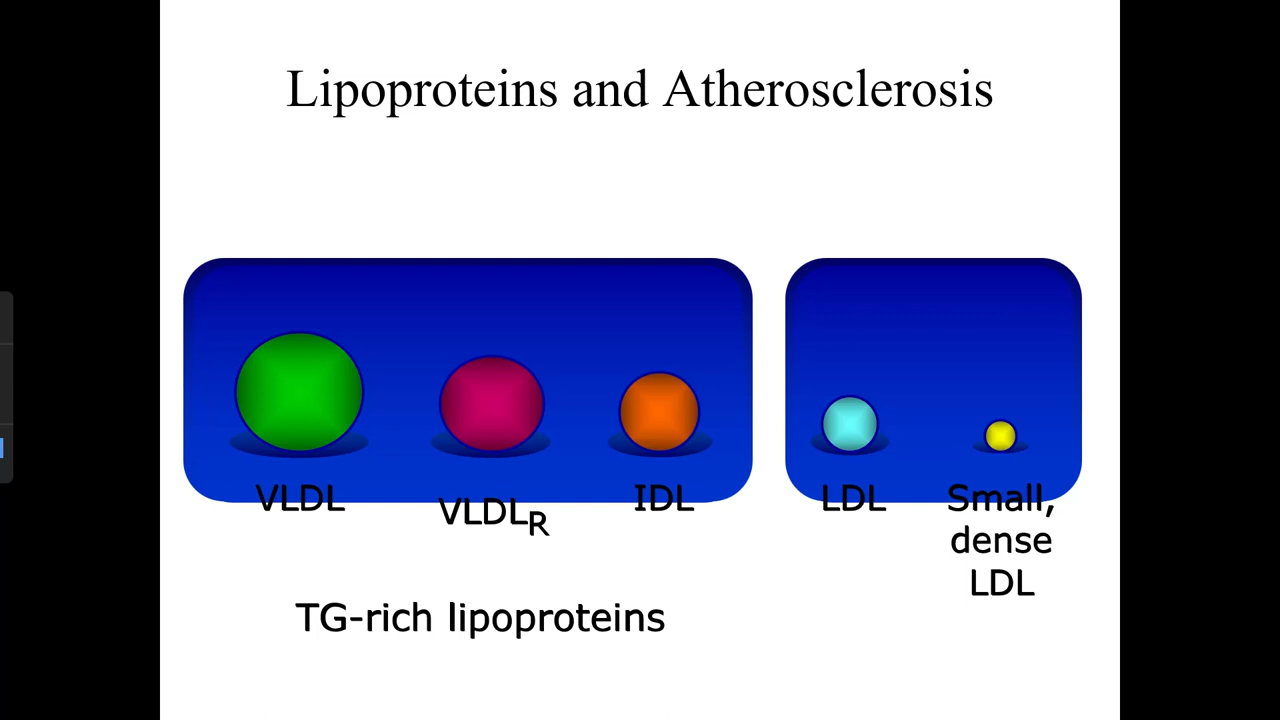 Lipoproteins and Atherosclerosis
VLDL
VLDLR
IDL
LDL
Small,
dense
LDL
TG-rich lipoproteins